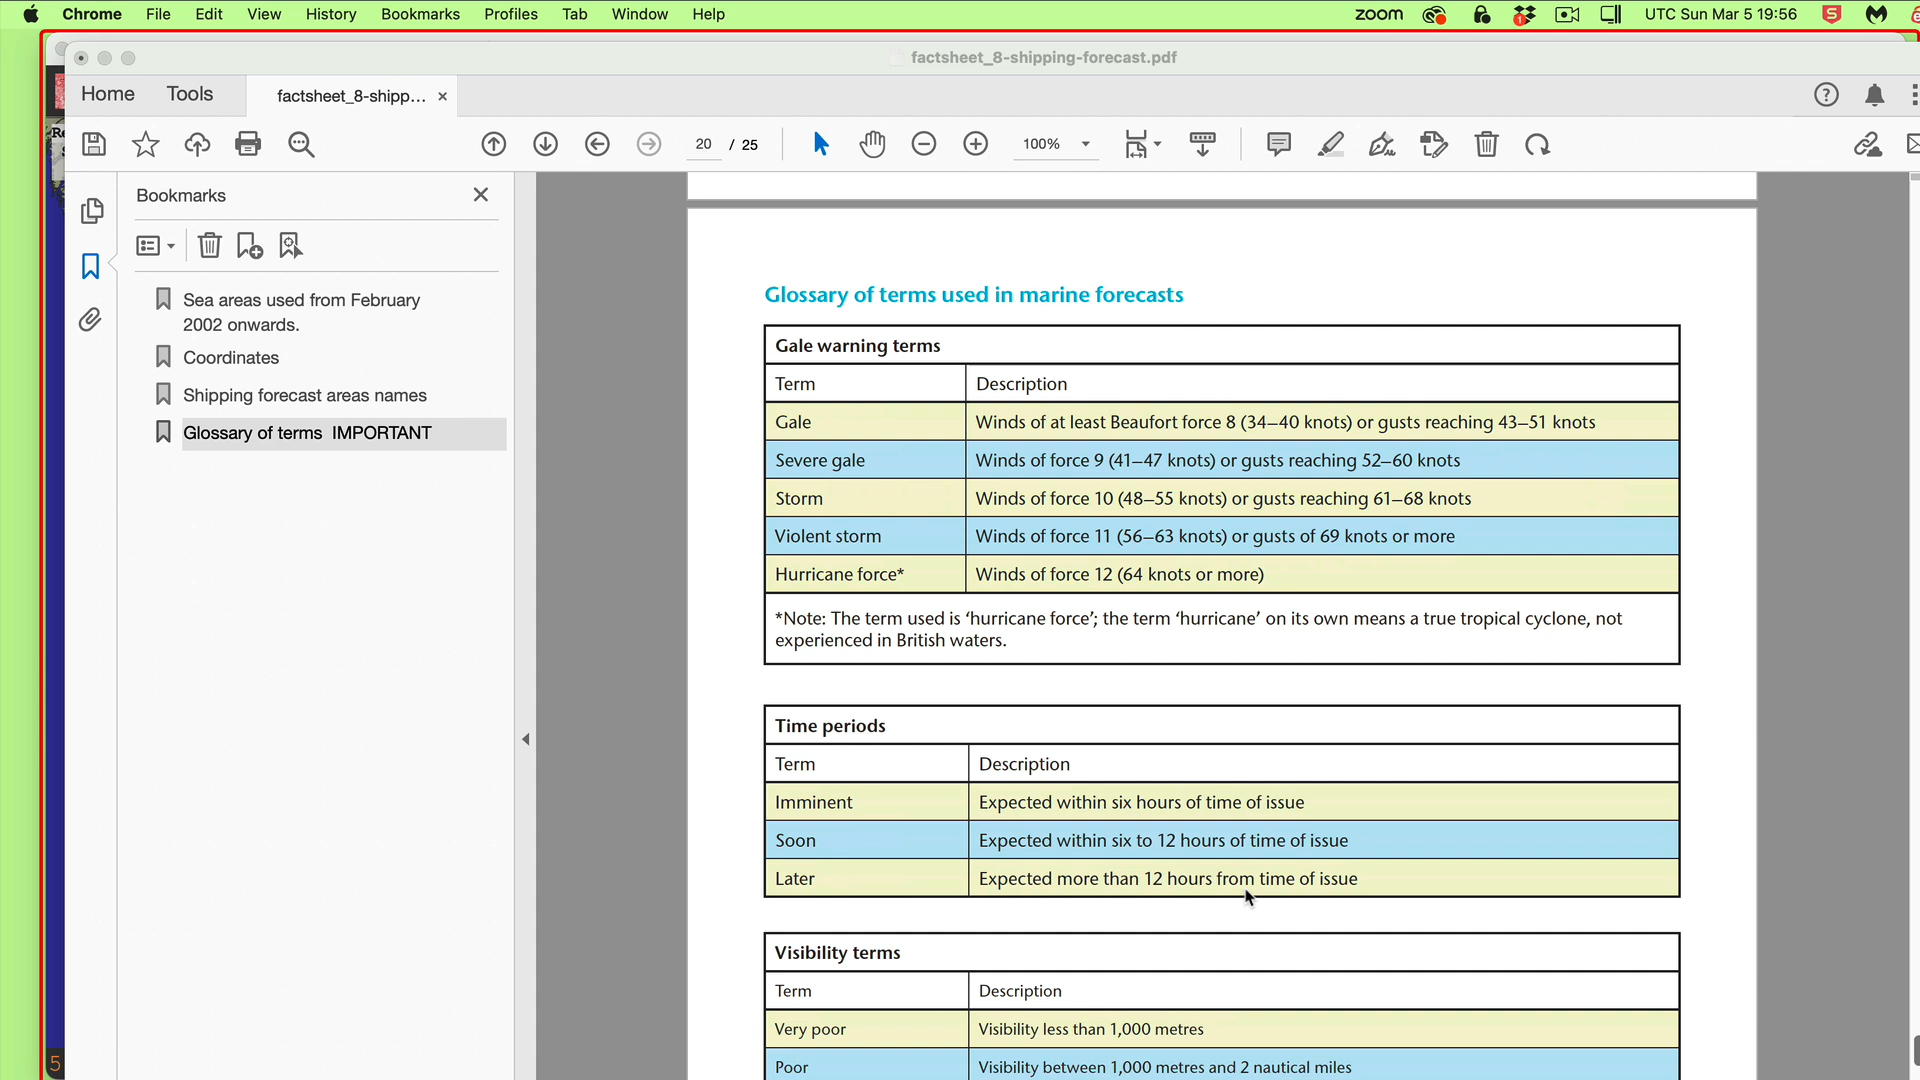 Chrome File Edit View History Bookmarks Profiles Tab Window Help zoom 1 UTC Sun Mar 5 19:56
factsheet_8-shipping-forecast.pdf
Home Tools factsheet_8-shipp...
20 / 25 100%
Bookmarks
Sea areas used from February
2002 onwards.
Coordinates
Shipping forecast areas names
Glossary of terms IMPORTANT
5
Glossary of terms used in marine forecasts
Gale warning terms
Term Description
Gale Winds of at least Beaufort force 8 (34–40 knots) or gusts reaching 43–51 knots
Severe gale Winds of force 9 (41–47 knots) or gusts reaching 52–60 knots
Storm Winds of force 10 (48–55 knots) or gusts reaching 61–68 knots
Violent storm Winds of force 11 (56–63 knots) or gusts of 69 knots or more
Hurricane force* Winds of force 12 (64 knots or more)
*Note: The term used is ‘hurricane force’; the term ‘hurricane’ on its own means a true tropical cyclone, not
experienced in British waters.
Time periods
Term Description
Imminent Expected within six hours of time of issue
Soon Expected within six to 12 hours of time of issue
Later Expected more than 12 hours from time of issue
Visibility terms
Term Description
Very poor Visibility less than 1,000 metres
Poor Visibility between 1,000 metres and 2 nautical miles